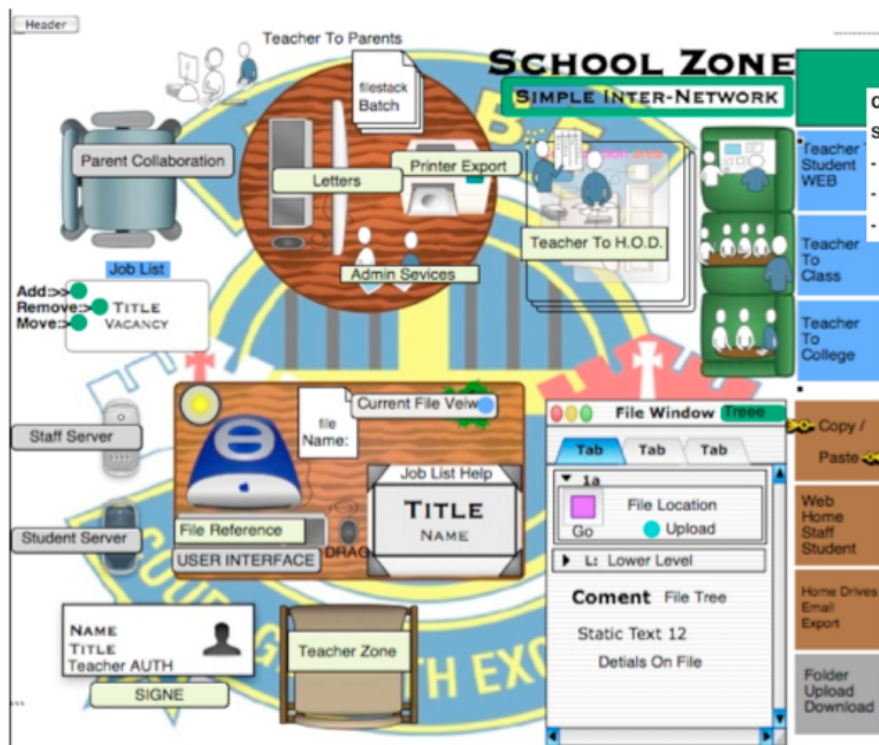 Header
Teacher To Parents
SCHOOL ZONE
SIMPLE INTER-NETWORK
filestack
Batch
Parent Collaboration
Letters
Printer Export
Teacher To H.O.D.
Admin Sevices
Teacher
Student
WEB
Teacher
To
Class
Teacher
To
College
Job List
Add:>>
Remove:>
Move:>
TITLE
VACANCY
Staff Server
Student Server
file
Name:
Current File Veiw
Job List Help
TITLE
NAME
File Reference
DRAG
USER INTERFACE
File Window
Treee
Tab Tab Tab
1a
File Location
Go
Upload
L: Lower Level
Coment File Tree
Static Text 12
Detials On File
Copy /
Paste
Web
Home
Staff
Student
Home Drives
Email
Export
Folder
Upload
Download
NAME
TITLE
Teacher AUTH
SIGNE
Teacher Zone
TH EXC